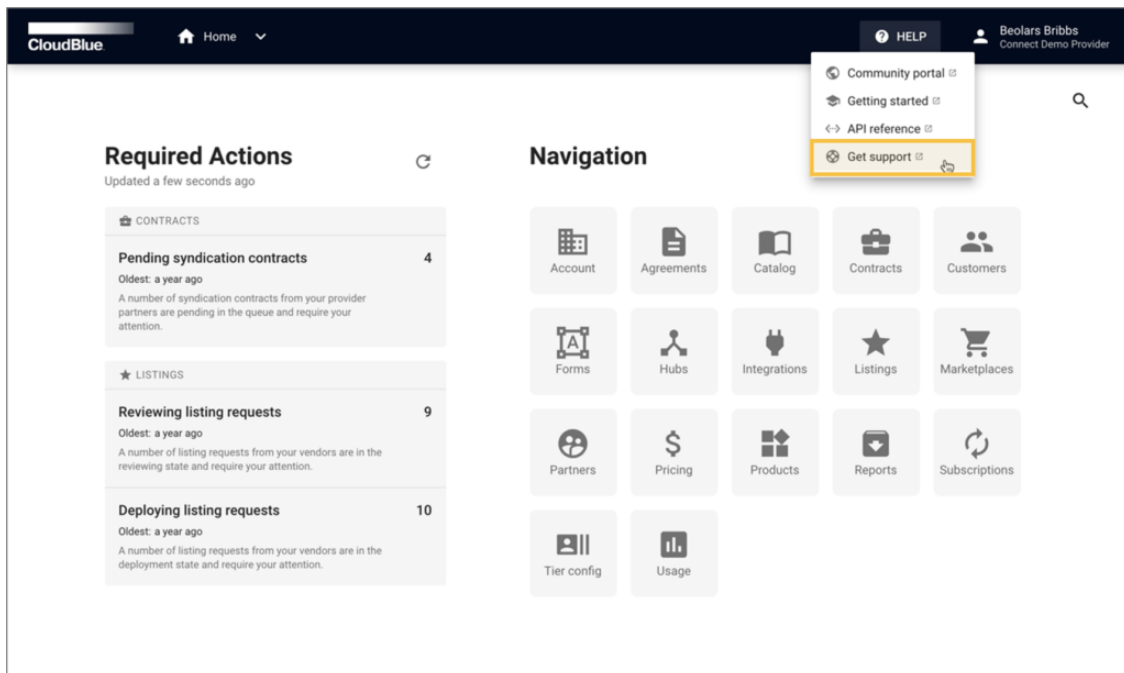 CloudBlue.
Home
HELP
Beolars Bribbs
Connect Demo Provider
Community portal
Getting started
API reference
Get support
Required Actions
Updated a few seconds ago
CONTRACTS
Pending syndication contracts 4
Oldest: a year ago
A number of syndication contracts from your provider
partners are pending in the queue and require your
attention.
LISTINGS
Reviewing listing requests 9
Oldest: a year ago
A number of listing requests from your vendors are in the
reviewing state and require your attention.
Deploying listing requests 10
Oldest: a year ago
A number of listing requests from your vendors are in the
deployment state and require your attention.
Navigation
Account Agreements Catalog Contracts Customers
A
Forms Hubs Integrations Listings Marketplaces
Partners Pricing Products Reports Subscriptions
Tier config Usage